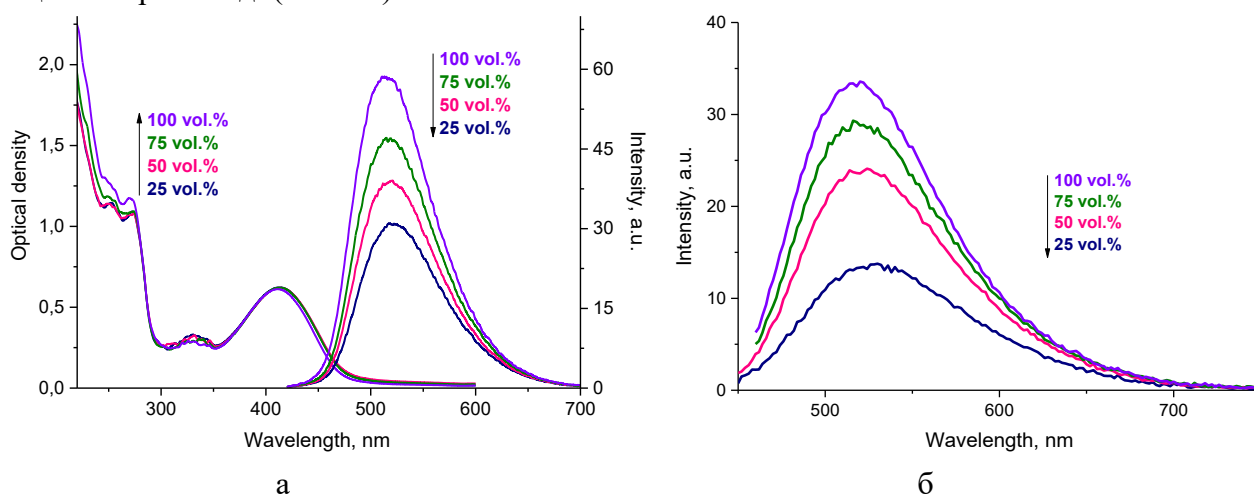 2,0
1,5
1,0
0,5
0,0
Optical density
300
400
500
600
700
Wavelength, nm
100 vol.%
75 vol.%
50 vol.%
25 vol.%
100 vol.%
75 vol.%
50 vol.%
25 vol.%
60
45
30
15
0
Intensity, a.u.
а
40
30
20
10
0
Intensity, a.u.
500
600
700
Wavelength, nm
100 vol.%
75 vol.%
50 vol.%
25 vol.%
б